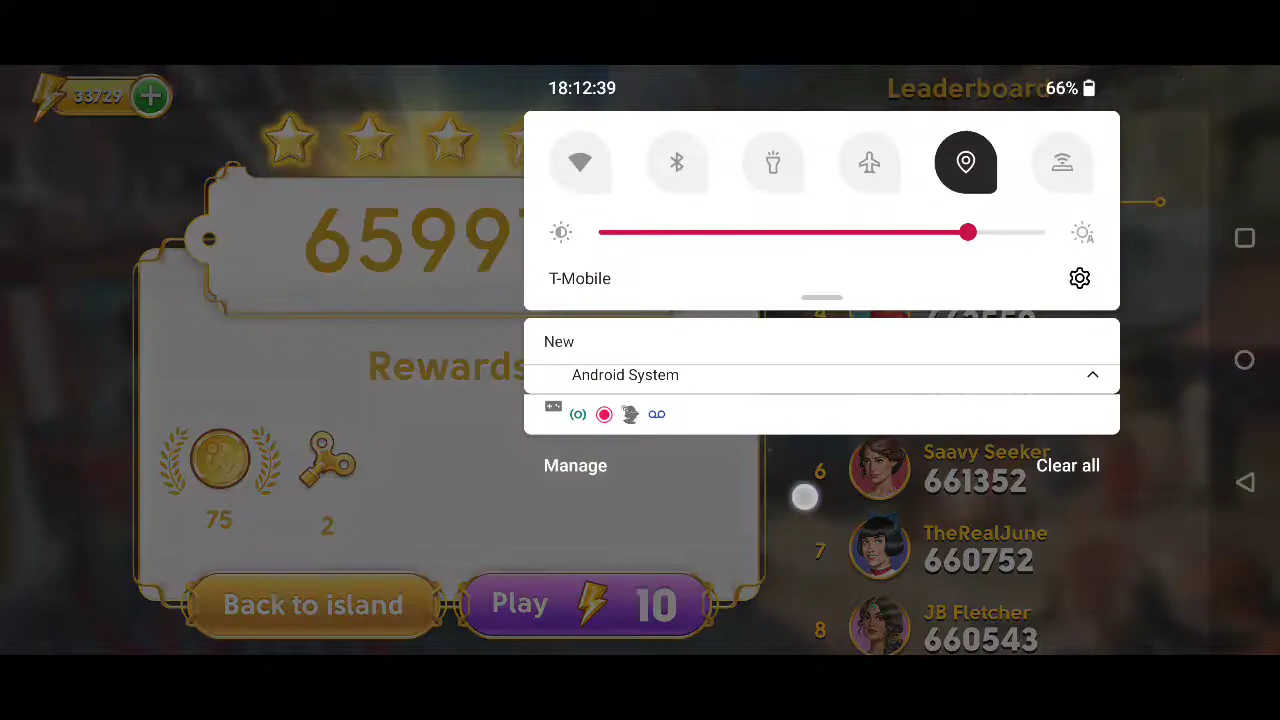 33729
18:12:39
Leaderboard
66%
6599
T-Mobile
New
Android System
Rewards
Saavy Seeker
6
661352
Manage
Clear all
75
2
TheRealJune
7
660752
Back to island
Play 10
JB Fletcher
8
660543